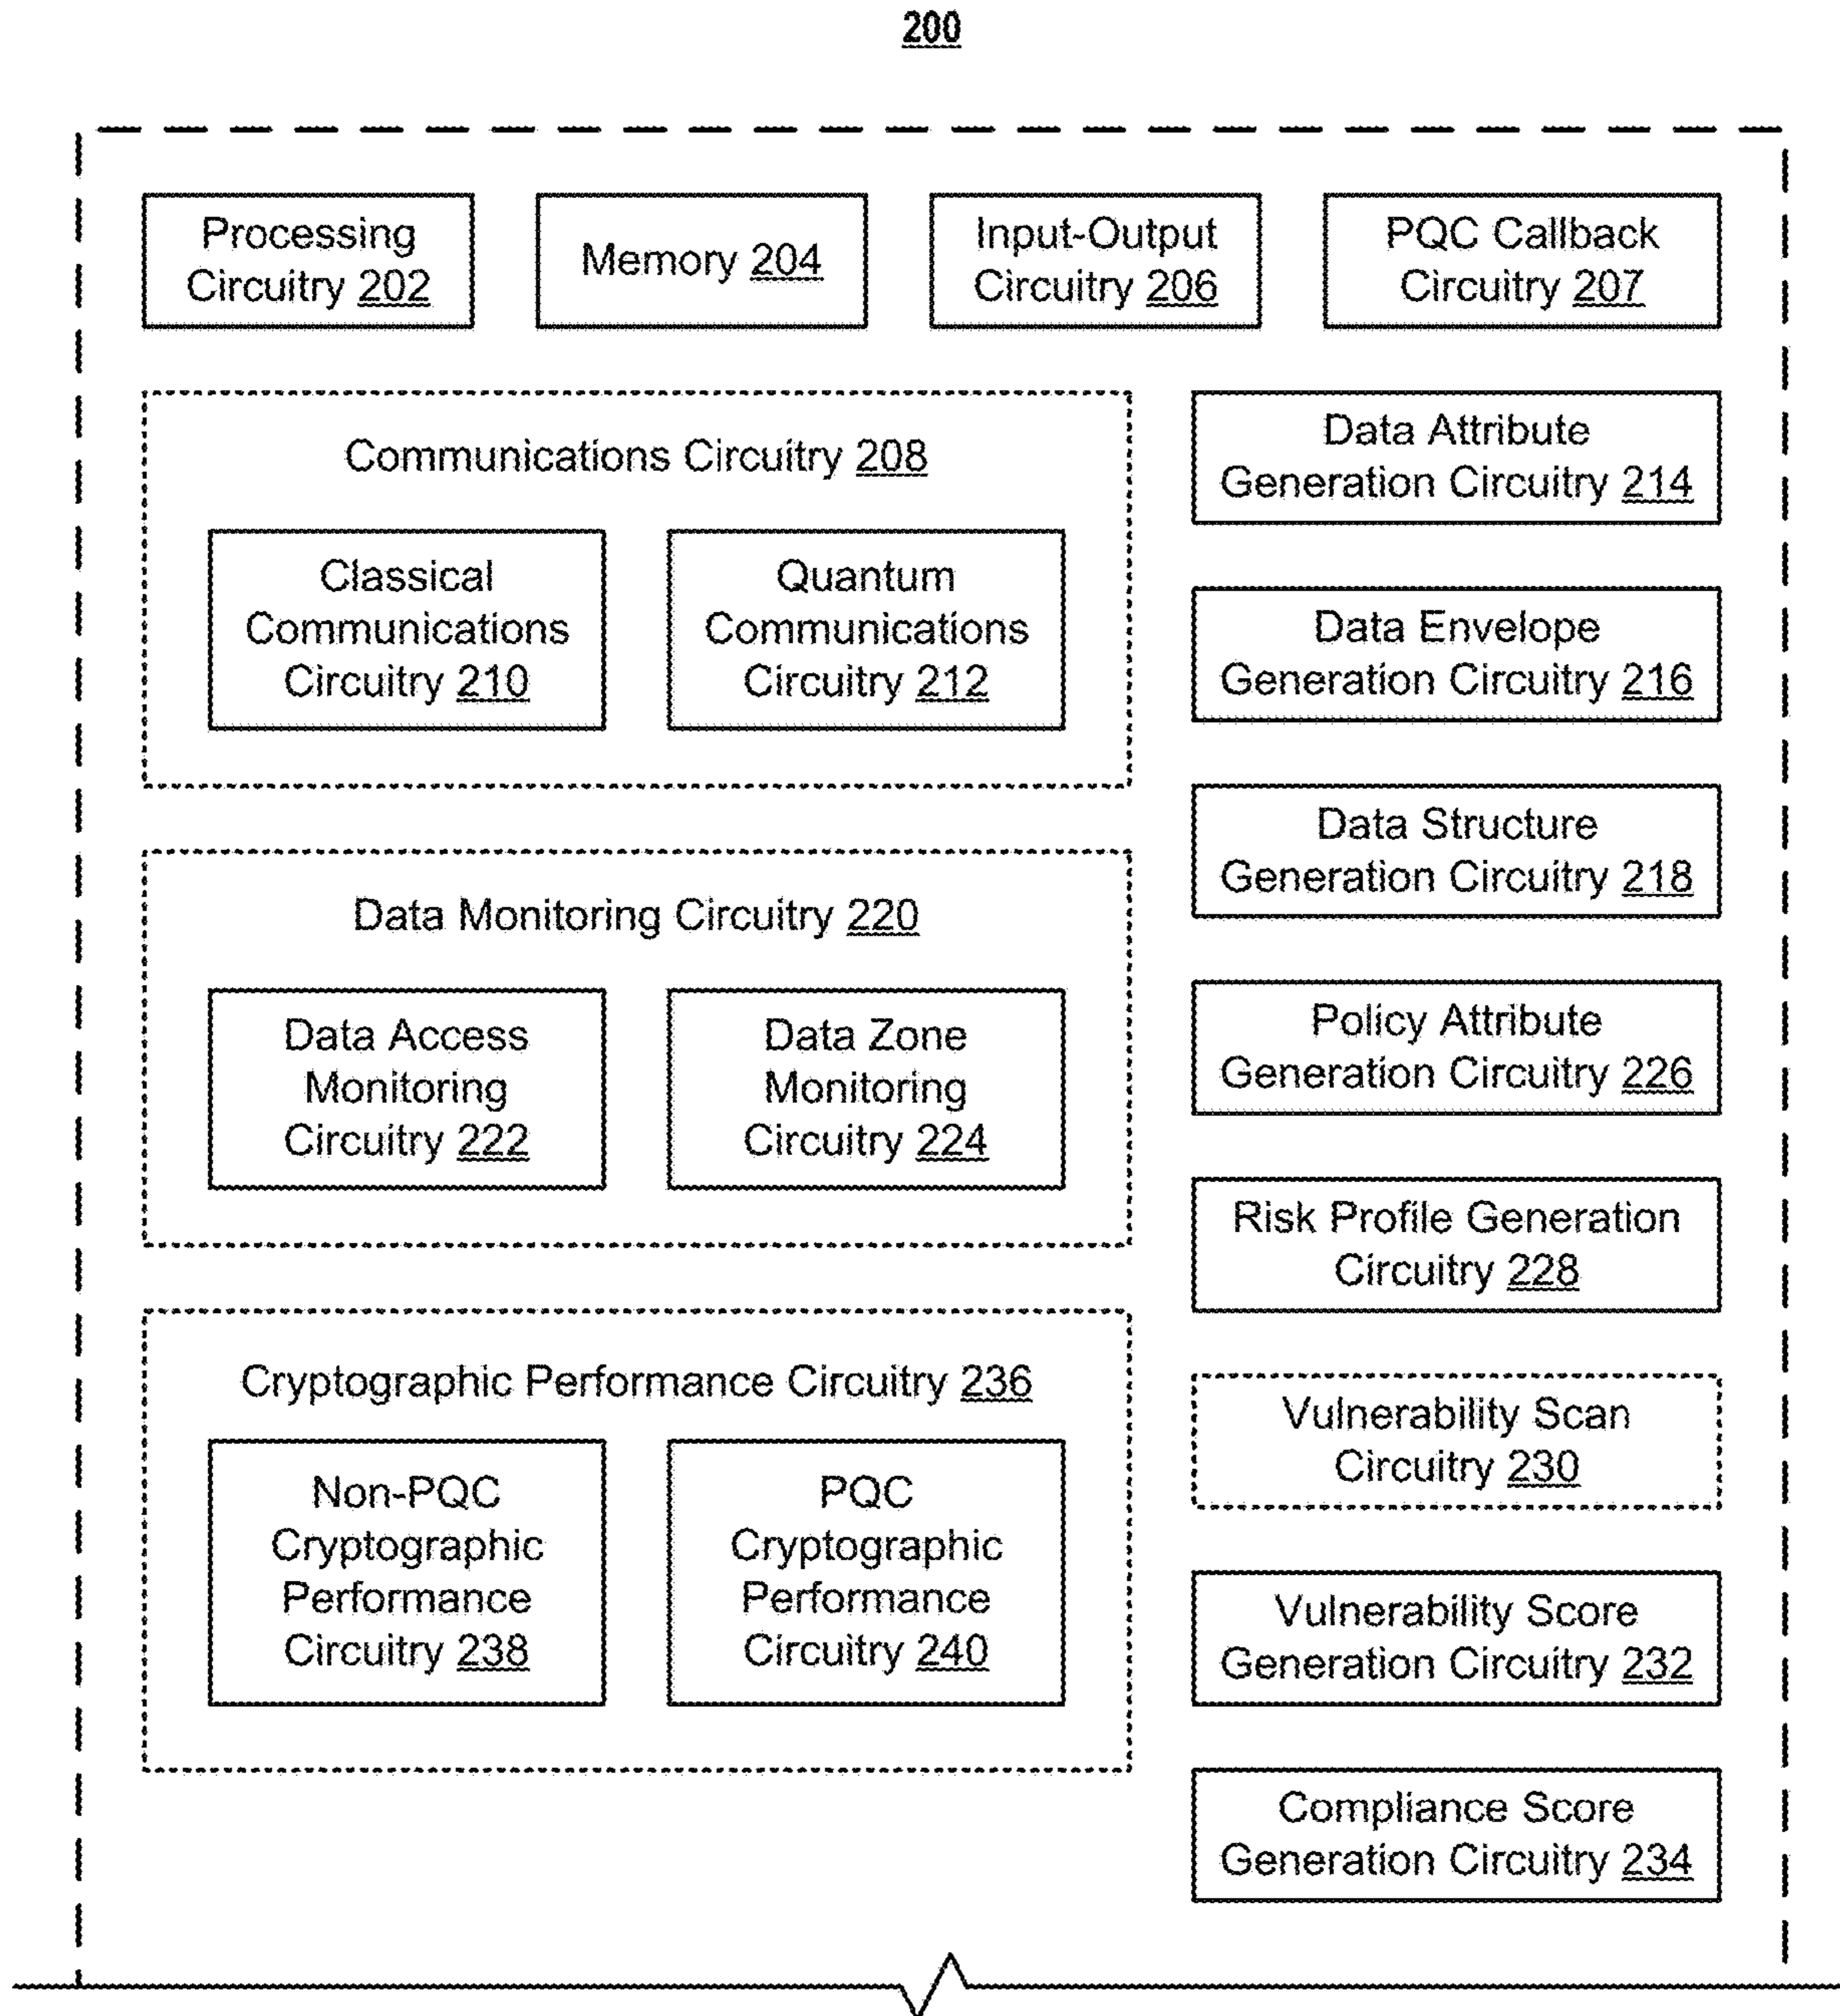 200
Processing
Circuitry 202
Memory 204
Input-Output
Circuitry 206
PQC Callback
Circuitry 207
Communications Circuitry 208
Classical
Communications
Circuitry 210
Quantum
Communications
Circuitry 212
Data Monitoring Circuitry 220
Data Access
Monitoring
Circuitry 222
Data Zone
Monitoring
Circuitry 224
Cryptographic Performance Circuitry 236
Non-PQC
Cryptographic
Performance
Circuitry 238
PQC
Cryptographic
Performance
Circuitry 240
Data Attribute
Generation Circuitry 214
Data Envelope
Generation Circuitry 216
Data Structure
Generation Circuitry 218
Policy Attribute
Generation Circuitry 226
Risk Profile Generation
Circuitry 228
Vulnerability Scan
Circuitry 230
Vulnerability Score
Generation Circuitry 232
Compliance Score
Generation Circuitry 234